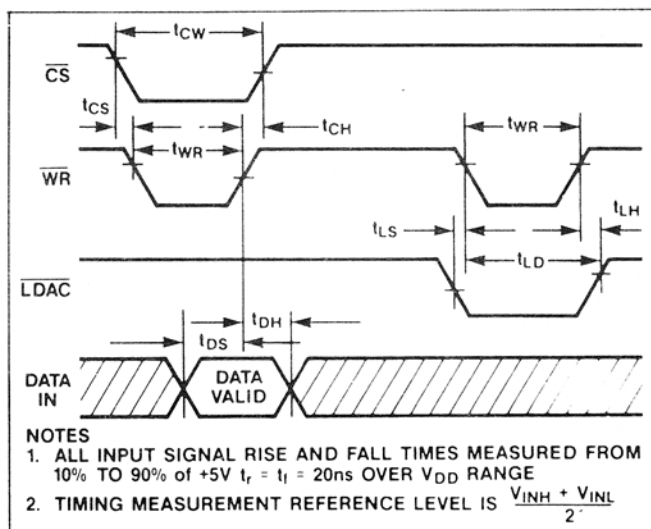 tCW
CS
tCS
tCH
tWR
tWR
WR
tLS
tLH
tLD
LDAC
tDH
tDS
DATA
IN
DATA
VALID
NOTES
1. ALL INPUT SIGNAL RISE AND FALL TIMES MEASURED FROM
10% TO 90% of +5V tr = tf = 20ns OVER VDD RANGE
2. TIMING MEASUREMENT REFERENCE LEVEL IS VINH + VINL
2